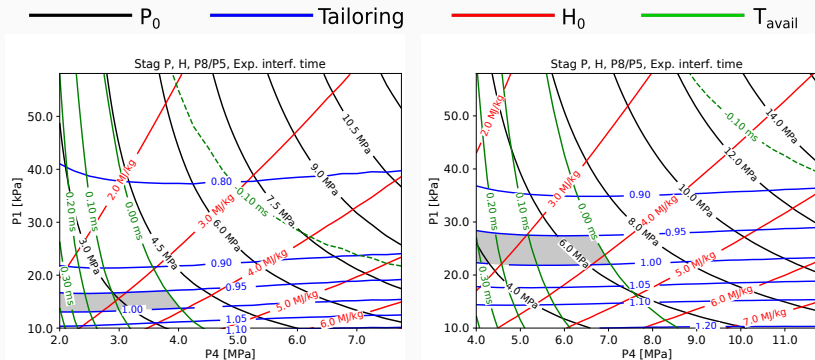 P0 Tailoring H0 Tavail
Stag P, H, P8/P5, Exp. interf. time
P1 [kPa]
50.0
40.0
30.0
20.0
10.0
2.0 3.0 4.0 5.0 6.0 7.0
P4 [MPa]
3.0 MPa
4.5 MPa
6.0 MPa
7.5 MPa
9.0 MPa
10.5 MPa
0.80
0.90
0.95
1.00
1.05
1.10
2.0 MJ/kg
3.0 MJ/kg
4.0 MJ/kg
5.0 MJ/kg
6.0 MJ/kg
0.30 ms
0.20 ms
0.10 ms
0.00 ms
-0.10 ms
Stag P, H, P8/P5, Exp. interf. time
P1 [kPa]
50.0
40.0
30.0
20.0
10.0
4.0 5.0 6.0 7.0 8.0 9.0 10.0 11.0
P4 [MPa]
4.0 MPa
6.0 MPa
8.0 MPa
10.0 MPa
12.0 MPa
14.0 MPa
0.90
0.95
1.00
1.05
1.10
1.20
2.0 MJ/kg
3.0 MJ/kg
4.0 MJ/kg
5.0 MJ/kg
6.0 MJ/kg
7.0 MJ/kg
0.30 ms
0.20 ms
0.10 ms
0.00 ms
-0.10 ms